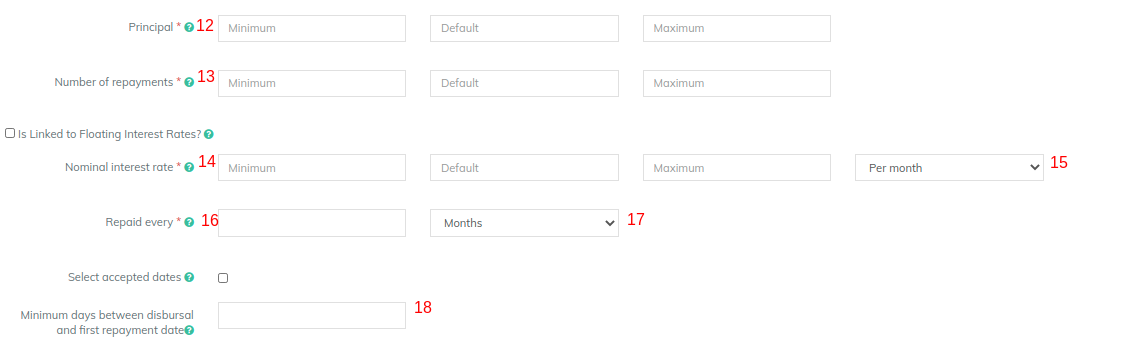 Principal * ? 12 Minimum Default Maximum
Number of repayments * ? 13 Minimum Default Maximum
Is Linked to Floating Interest Rates? ?
Nominal interest rate * ? 14 Minimum Default Maximum Per month 15
Repaid every * ? 16 Months 17
Select accepted dates ?
Minimum days between disbursal 18
and first repayment date ?